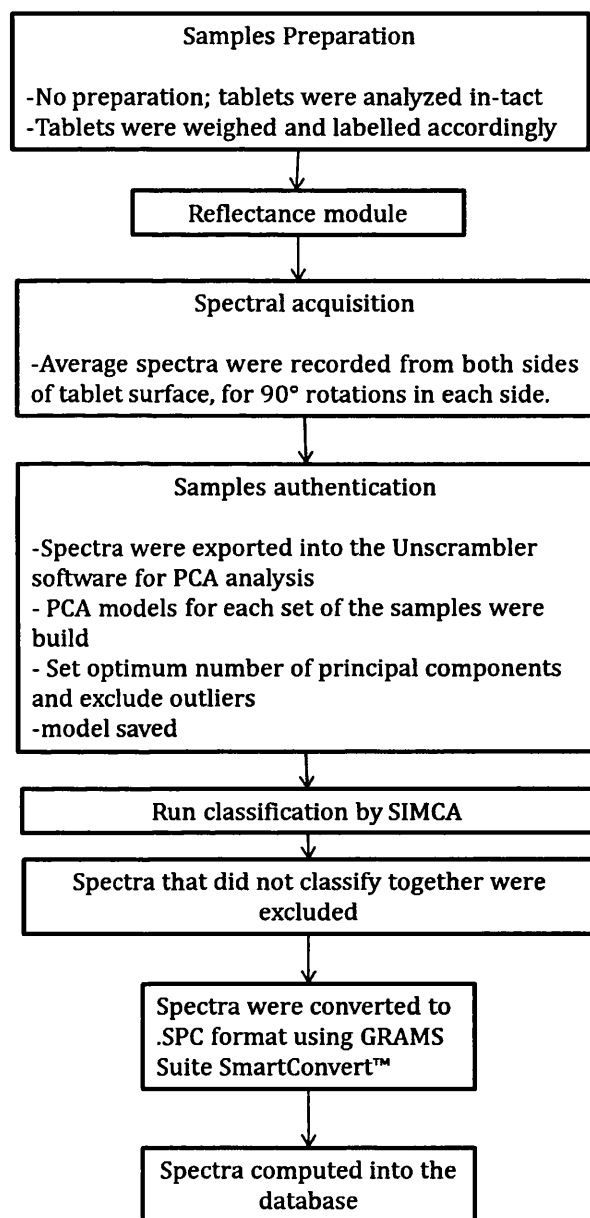 Samples Preparation
-No preparation; tablets were analyzed in-tact
-Tablets were weighed and labelled accordingly
Reflectance module
Spectral acquisition
-Average spectra were recorded from both sides
of tablet surface, for 90° rotations in each side.
Samples authentication
-Spectra were exported into the Unscrambler
software for PCA analysis
- PCA models for each set of the samples were
build
- Set optimum number of principal components
and exclude outliers
-model saved
Run classification by SIMCA
Spectra that did not classify together were
excluded
Spectra were converted to
.SPC format using GRAMS
Suite SmartConvert™
Spectra computed into the
database